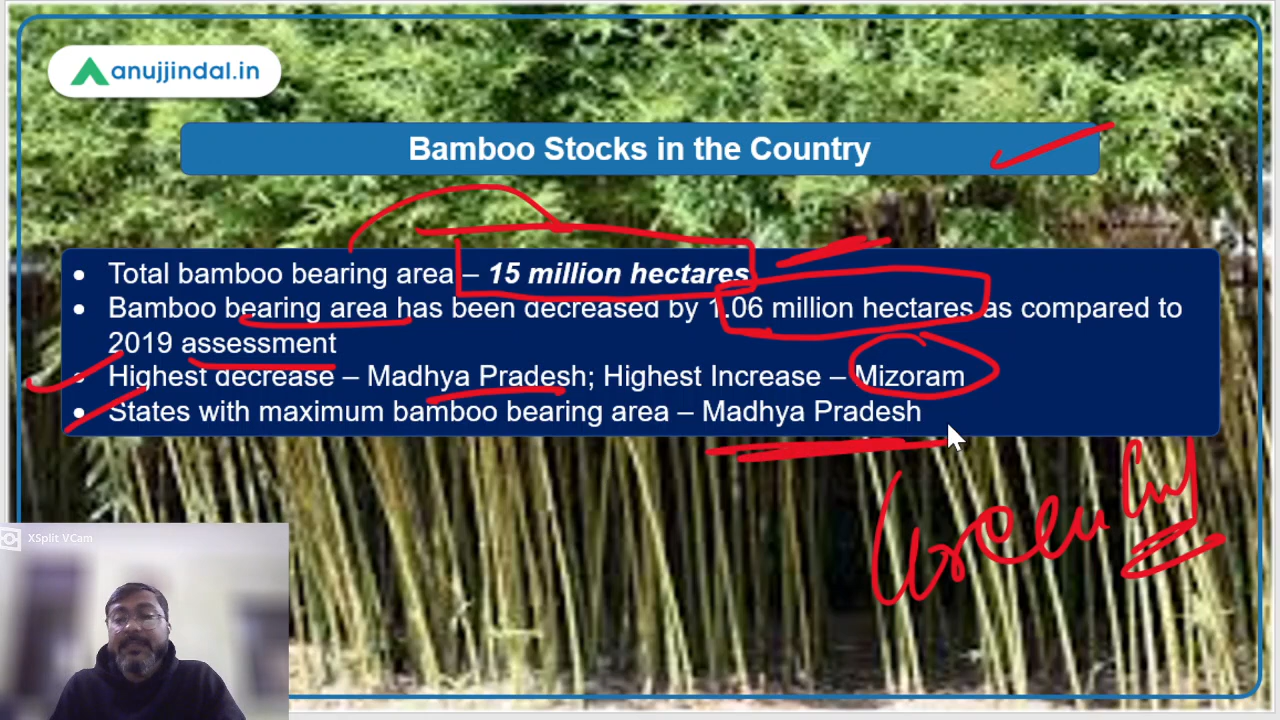 anujjindal.in
Bamboo Stocks in the Country
• Total bamboo bearing area – 15 million hectares
• Bamboo bearing area has been decreased by 1.06 million hectares as compared to
2019 assessment
• Highest decrease – Madhya Pradesh; Highest Increase – Mizoram
• States with maximum bamboo bearing area – Madhya Pradesh
XSplit VCam